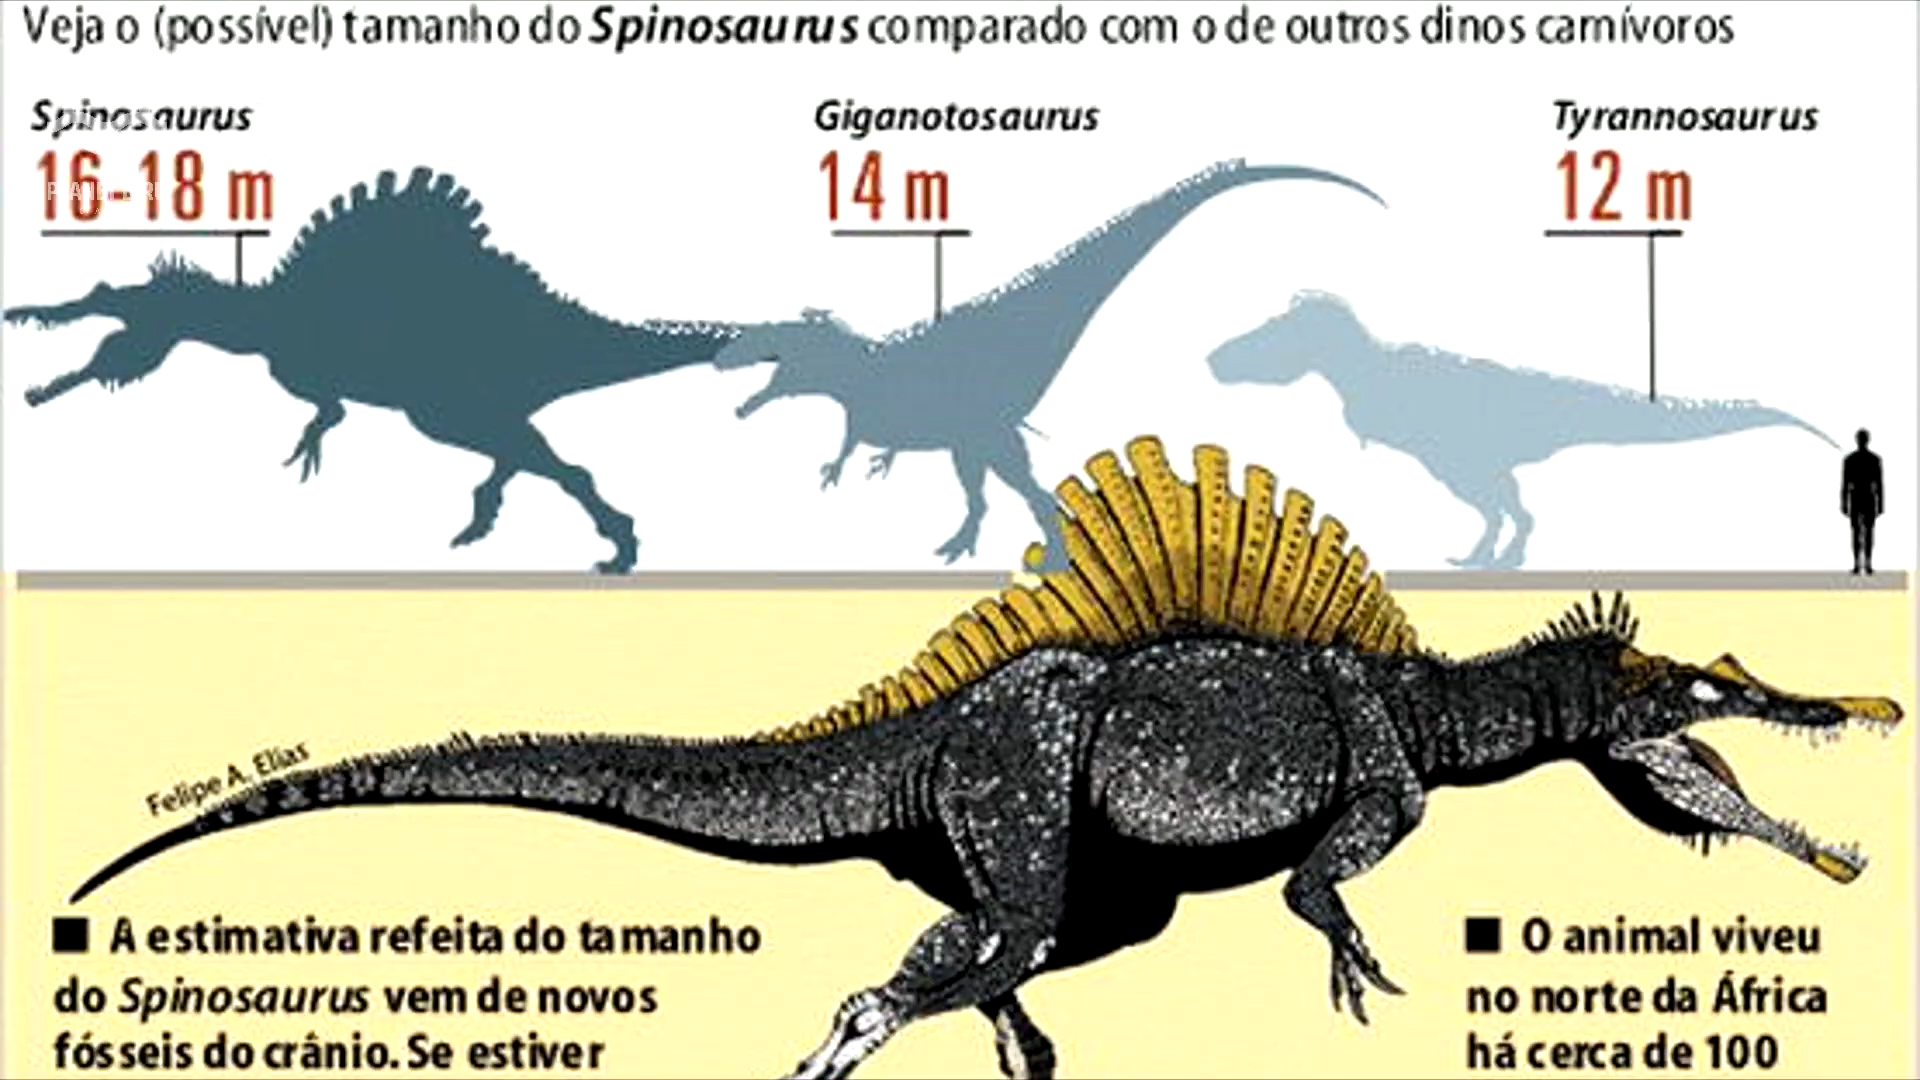 Veja o (possível) tamanho do Spinosaurus comparado com o de outros dinos carnívoros
Spinosaurus
16-18 m
Giganotosaurus
14 m
Tyrannosaurus
12 m
Felipe A. Elias
■ A estimativa refeita do tamanho
do Spinosaurus vem de novos
fósseis do crânio. Se estiver
■ O animal viveu
no norte da África
há cerca de 100